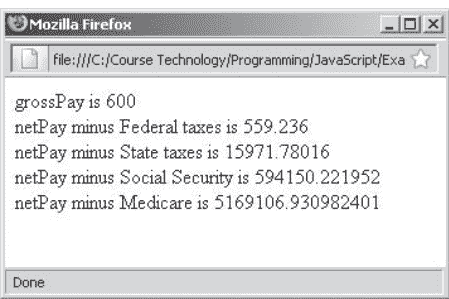 Mozilla Firefox
file:///C:/Course Technology/Programming/JavaScript/Exa
grossPay is 600
netPay minus Federal taxes is 559.236
netPay minus State taxes is 15971.78016
netPay minus Social Security is 594150.221952
netPay minus Medicare is 5169106.930982401
Done